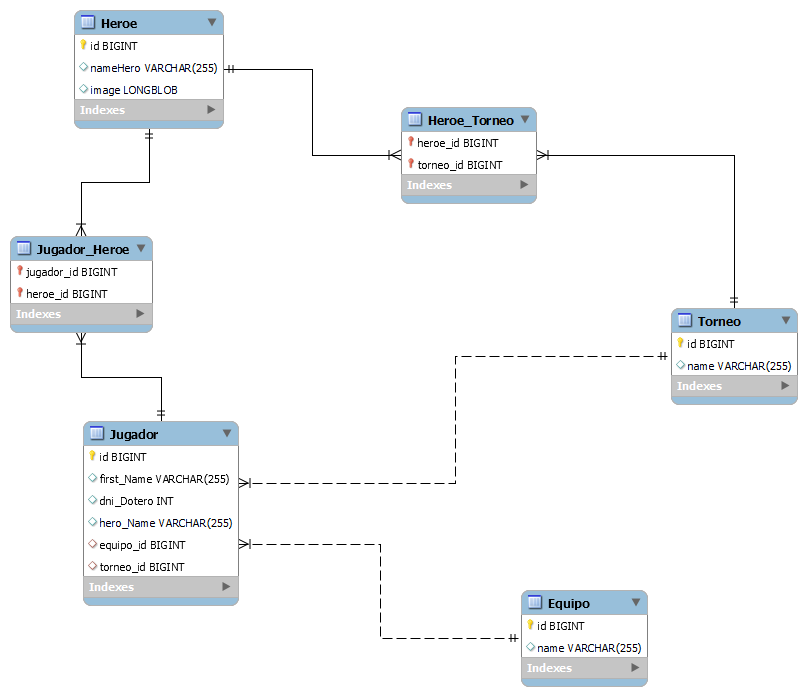 Heroe
id BIGINT
nameHero VARCHAR(255)
image LONGBLOB
Indexes
Heroe_Torneo
heroe_id BIGINT
torneo_id BIGINT
Indexes
Jugador_Heroe
jugador_id BIGINT
heroe_id BIGINT
Indexes
Torneo
id BIGINT
name VARCHAR(255)
Indexes
Jugador
id BIGINT
first_Name VARCHAR(255)
dni_Dotero INT
hero_Name VARCHAR(255)
equipo_id BIGINT
torneo_id BIGINT
Indexes
Equipo
id BIGINT
name VARCHAR(255)
Indexes